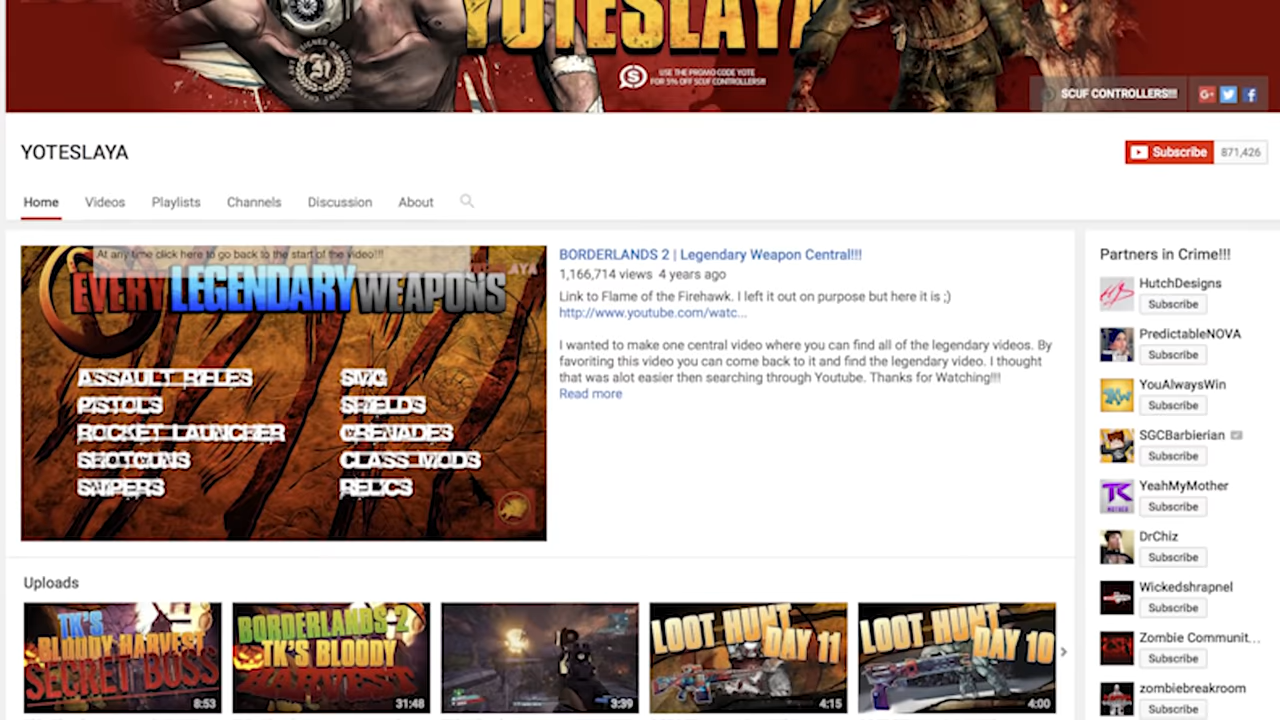 YOTESLAYA
USE THE PROMO CODE YOTE
FOR 5% OFF SCUF CONTROLLERS!!!
SCUF CONTROLLERS!!!
YOTESLAYA
Subscribe 871,426
Home Videos Playlists Channels Discussion About
At any time click here to go back to the start of the video!!!
EVERY LEGENDARY WEAPONS
ASSAULT RIFLES
PISTOLS
ROCKET LAUNCHER
SHOTGUNS
SNIPERS
SMG
SHIELDS
GRENADES
CLASS MODS
RELICS
BORDERLANDS 2 | Legendary Weapon Central!!!
1,166,714 views 4 years ago
Link to Flame of the Firehawk. I left it out on purpose but here it is ;)
http://www.youtube.com/watc...
I wanted to make one central video where you can find all of the legendary videos. By
favoriting this video you can come back to it and find the legendary video. I thought
that was alot easier then searching through Youtube. Thanks for Watching!!!
Read more
Partners in Crime!!!
HutchDesigns
Subscribe
PredictableNOVA
Subscribe
YouAlwaysWin
Subscribe
SGCBarbierian
Subscribe
YeahMyMother
Subscribe
DrChiz
Subscribe
Wickedshrapnel
Subscribe
Zombie Communit...
Subscribe
zombiebreakroom
Subscribe
Uploads
TK'S
BLOODY HARVEST
SECRET BOSS
8:53
BORDERLANDS 2
TK'S BLOODY
HARVEST
31:48
3:39
LOOT HUNT
DAY 11
4:15
LOOT HUNT
DAY 10
4:00